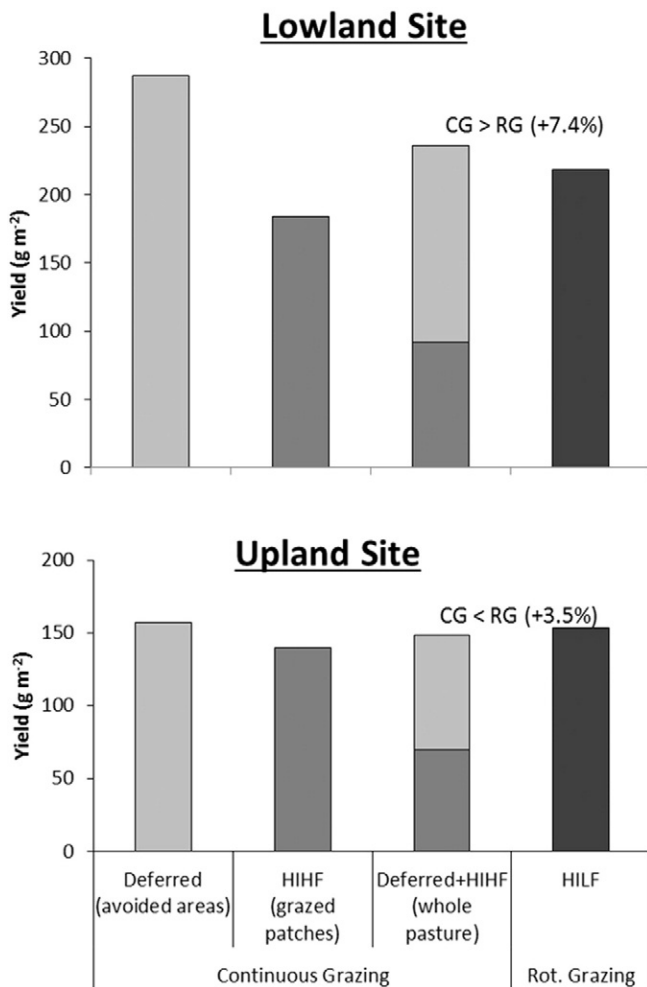 Lowland Site
300
250
200
150
100
50
0
Yield (g m⁻²)
CG > RG (+7.4%)
Upland Site
200
150
100
50
0
Yield (g m⁻²)
CG < RG (+3.5%)
Deferred
(avoided areas)
HIHF
(grazed
patches)
Deferred+HIHF
(whole
pasture)
HILF
Continuous Grazing
Rot. Grazing